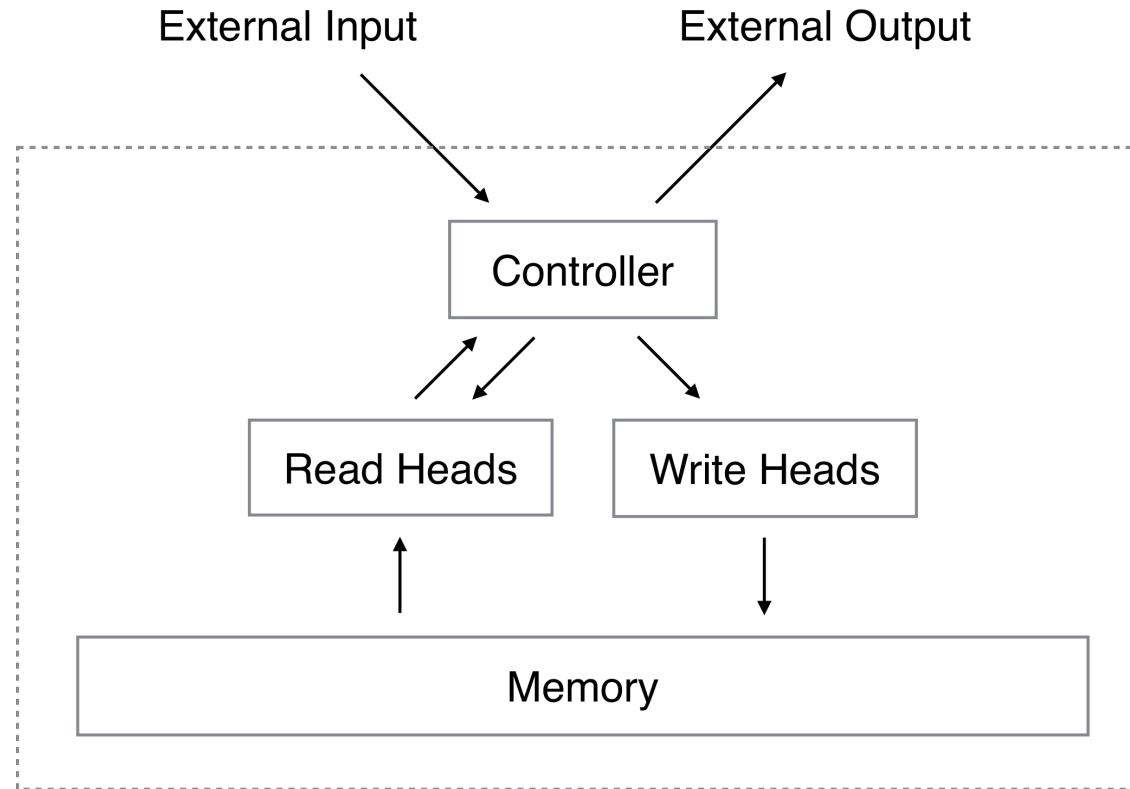 External Input
External Output
Controller
Read Heads
Write Heads
Memory